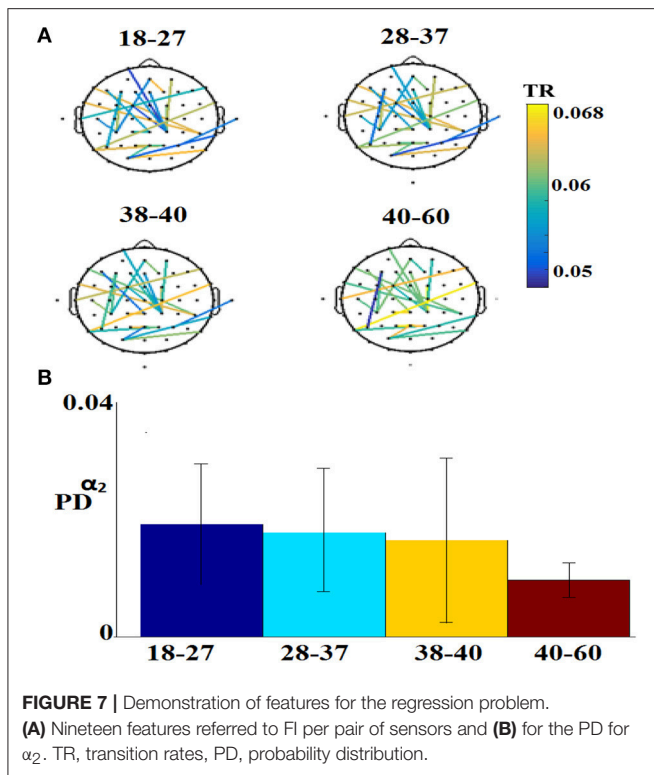 A
18-27
28-37
TR
0.068
0.06
0.05
38-40
40-60
B
0.04
PD α2
0
18-27
28-37
38-40
40-60
FIGURE 7 | Demonstration of features for the regression problem.
(A) Nineteen features referred to FI per pair of sensors and (B) for the PD for
α2. TR, transition rates, PD, probability distribution.